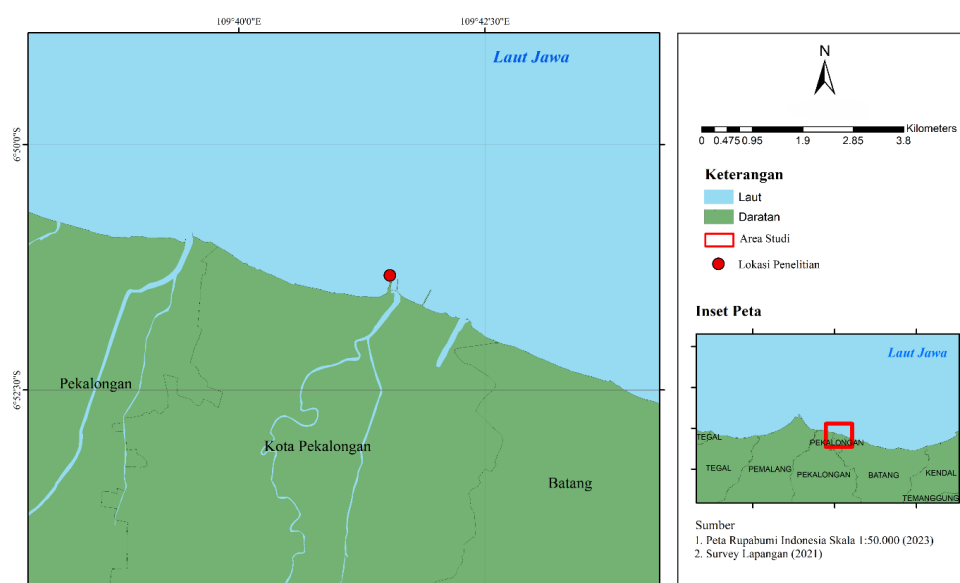 109°40'0"E
109°42'30"E
6°50'0"S
6°52'30"S
Laut Jawa
Pekalongan
Kota Pekalongan
Batang
N
Kilometers
0 0.475 0.95 1.9 2.85 3.8
Keterangan
Laut
Daratan
Area Studi
Lokasi Penelitian
Inset Peta
Laut Jawa
TEGAL
PEKALONGAN
TEGAL
PEMALANG
PEKALONGAN
BATANG
KENDAL
TEMANGGUNG
Sumber
1. Peta Rupabumi Indonesia Skala 1:50.000 (2023)
2. Survey Lapangan (2021)